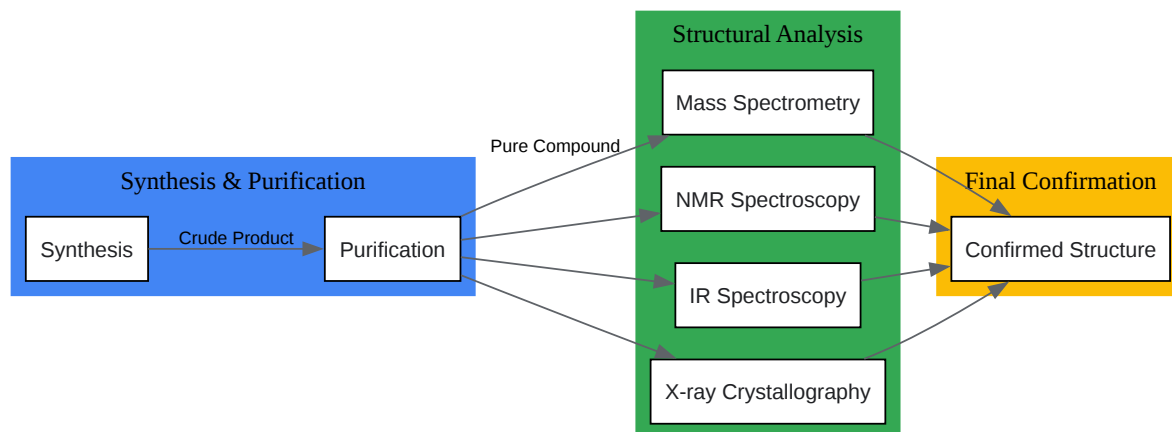 Synthesis & Purification
Synthesis
Crude Product
Purification
Pure Compound
Structural Analysis
Mass Spectrometry
NMR Spectroscopy
IR Spectroscopy
X-ray Crystallography
Final Confirmation
Confirmed Structure